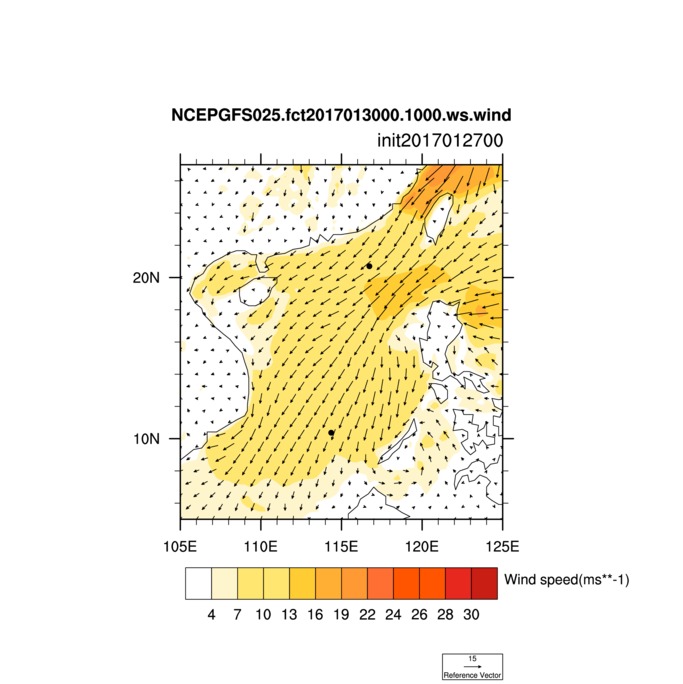 NCEPGFS025.fct2017013000.1000.ws.wind
init2017012700
20N
10N
105E 110E 115E 120E 125E
Wind speed(ms**-1)
4 7 10 13 16 19 22 24 26 28 30
15
Reference Vector